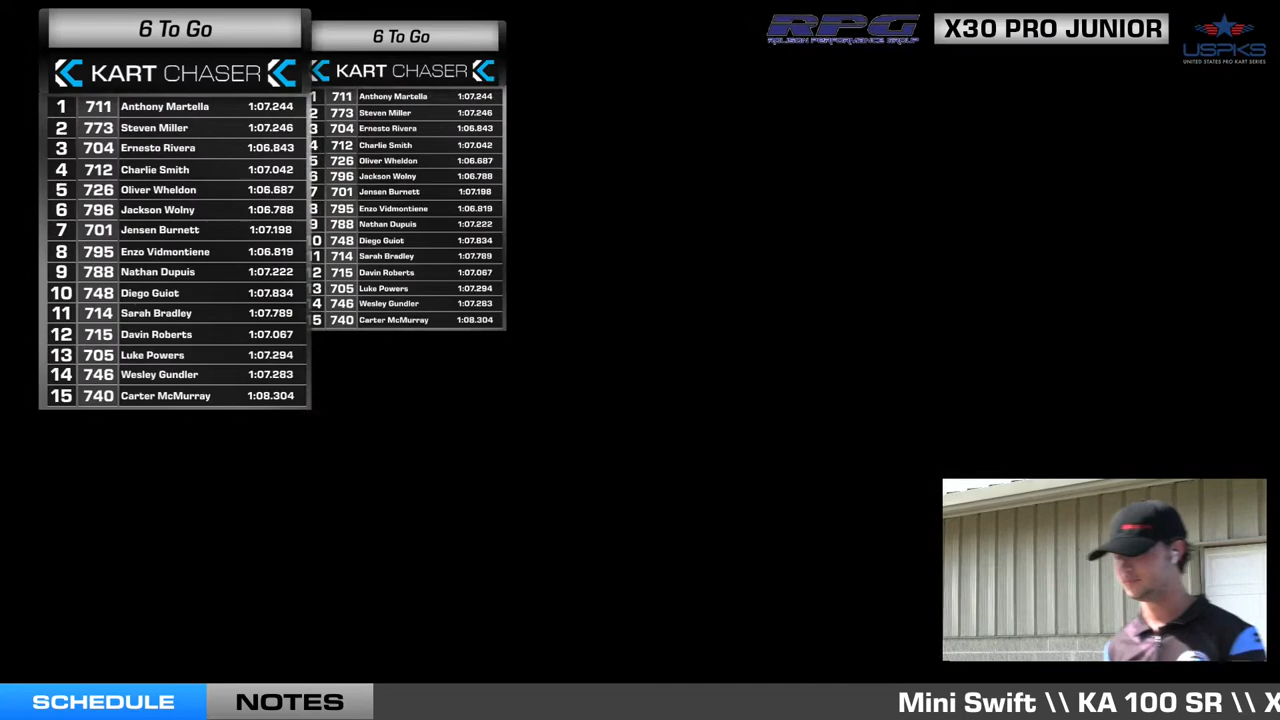 6 To Go
KART CHASER
1 711 Anthony Martella 1:07.244
2 773 Steven Miller 1:07.246
3 704 Ernesto Rivera 1:06.843
4 712 Charlie Smith 1:07.042
5 726 Oliver Wheldon 1:06.687
6 796 Jackson Wolny 1:06.788
7 701 Jensen Burnett 1:07.198
8 795 Enzo Vidmontiene 1:06.819
9 788 Nathan Dupuis 1:07.222
10 748 Diego Guiot 1:07.834
11 714 Sarah Bradley 1:07.789
12 715 Davin Roberts 1:07.067
13 705 Luke Powers 1:07.294
14 746 Wesley Gundler 1:07.283
15 740 Carter McMurray 1:08.304
6 To Go
KART CHASER
1 711 Anthony Martella 1:07.244
2 773 Steven Miller 1:07.246
3 704 Ernesto Rivera 1:06.843
4 712 Charlie Smith 1:07.042
5 726 Oliver Wheldon 1:06.687
6 796 Jackson Wolny 1:06.788
7 701 Jensen Burnett 1:07.198
8 795 Enzo Vidmontiene 1:06.819
9 788 Nathan Dupuis 1:07.222
0 748 Diego Guiot 1:07.834
1 714 Sarah Bradley 1:07.789
2 715 Davin Roberts 1:07.067
3 705 Luke Powers 1:07.294
4 746 Wesley Gundler 1:07.283
5 740 Carter McMurray 1:08.304
RPG
ROLISON PERFORMANCE GROUP
X30 PRO JUNIOR
USPKS
UNITED STATES PRO KART SERIES
SCHEDULE
NOTES
Mini Swift \\ KA 100 SR \\ X